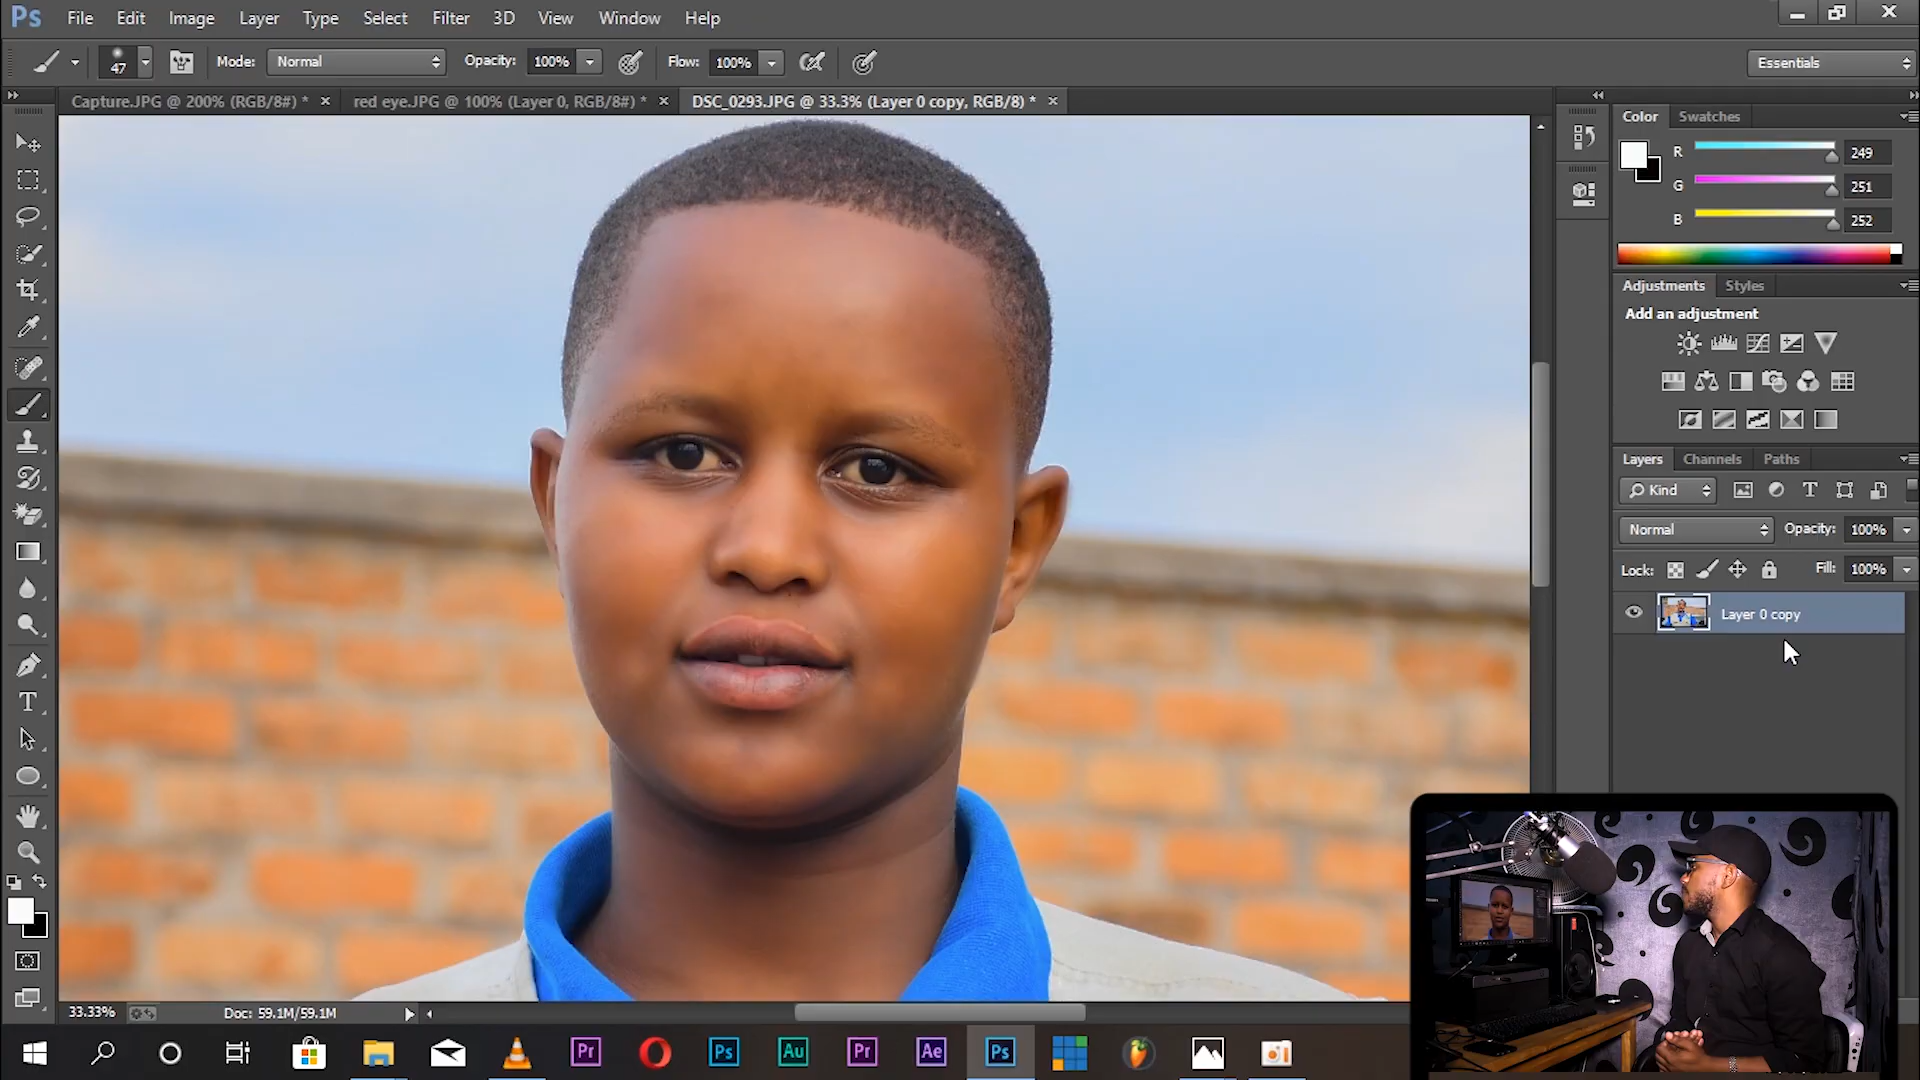 Ps File Edit Image Layer Type Select Filter 3D View Window Help
47 Mode: Normal Opacity: 100% Flow: 100% Essentials
Capture.JPG @ 200% (RGB/8#) * × red eye.JPG @ 100% (Layer 0, RGB/8#) * × DSC_0293.JPG @ 33.3% (Layer 0 copy, RGB/8) * ×
Color Swatches
R 249
G 251
B 252
Adjustments Styles
Add an adjustment
Layers Channels Paths
Kind
Normal Opacity: 100%
Lock: Fill: 100%
Layer 0 copy
33.33% Doc: 59.1M/59.1M
Pr Ps Au Pr Ae Ps